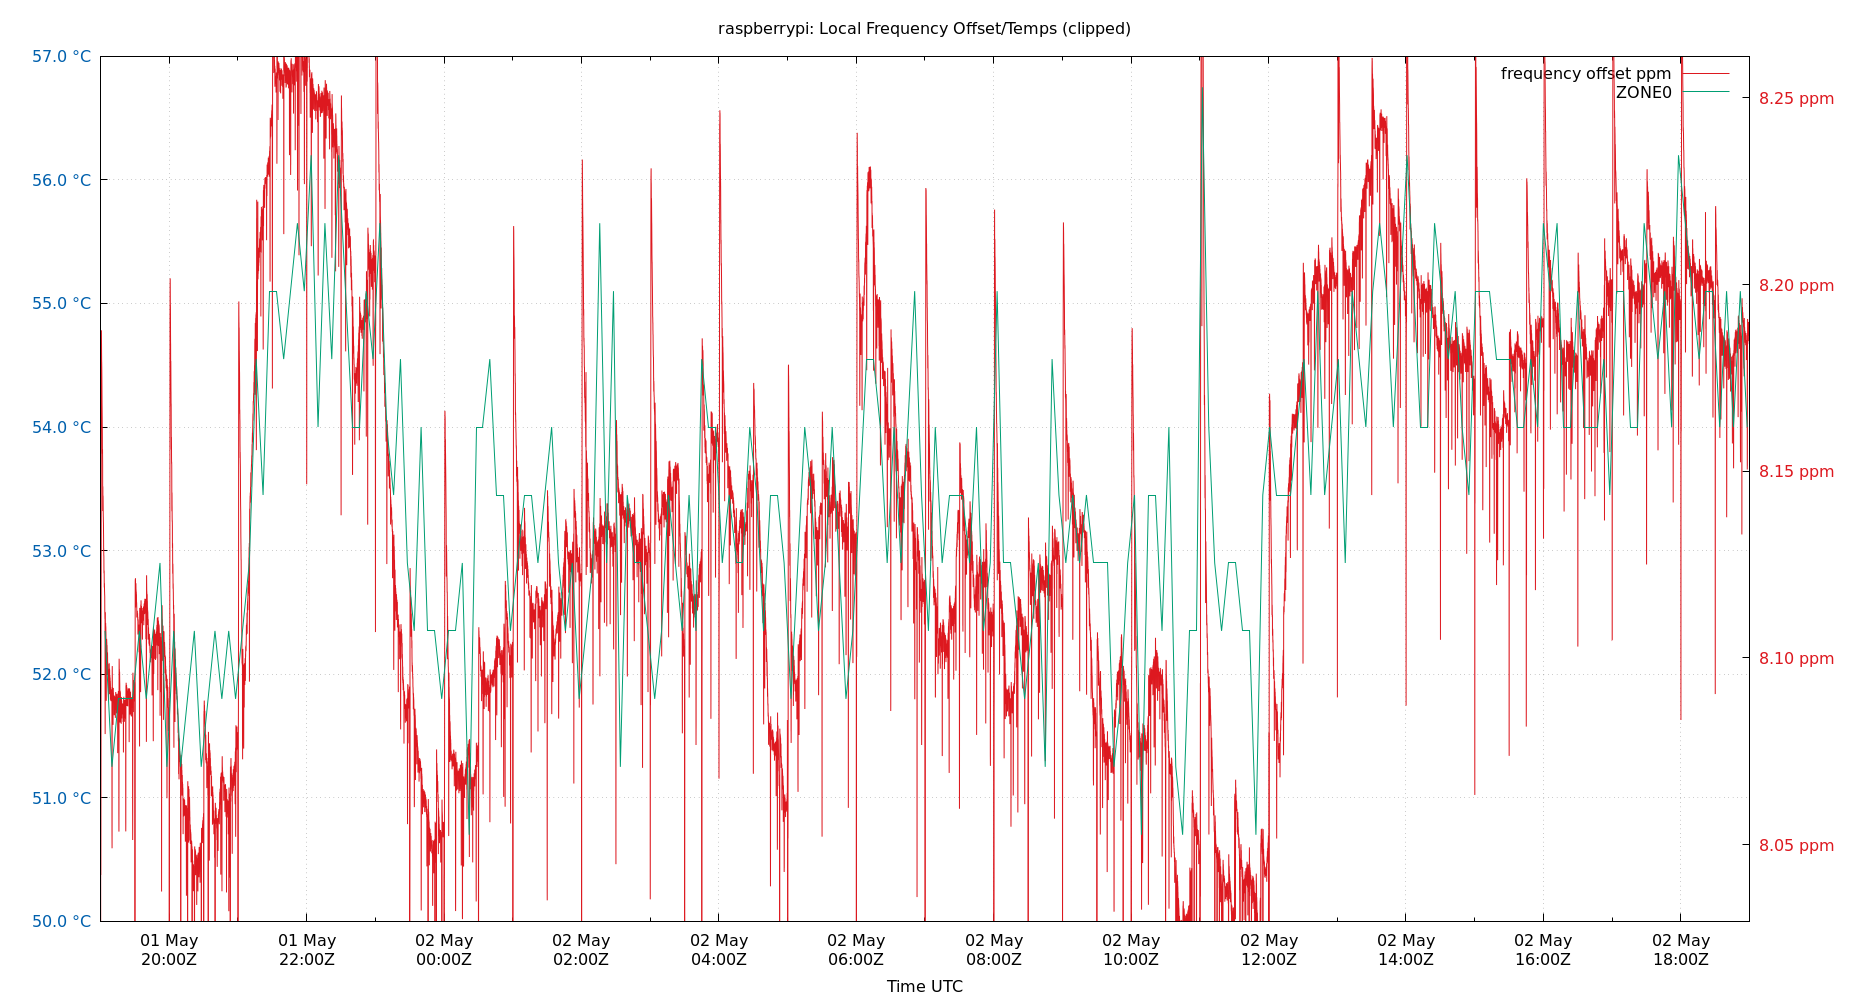 raspberrypi: Local Frequency Offset/Temps (clipped)
57.0 °C
56.0 °C
55.0 °C
54.0 °C
53.0 °C
52.0 °C
51.0 °C
50.0 °C
frequency offset ppm
ZONE0
8.25 ppm
8.20 ppm
8.15 ppm
8.10 ppm
8.05 ppm
01 May
20:00Z
01 May
22:00Z
02 May
00:00Z
02 May
02:00Z
02 May
04:00Z
02 May
06:00Z
02 May
08:00Z
02 May
10:00Z
02 May
12:00Z
02 May
14:00Z
02 May
16:00Z
02 May
18:00Z
Time UTC